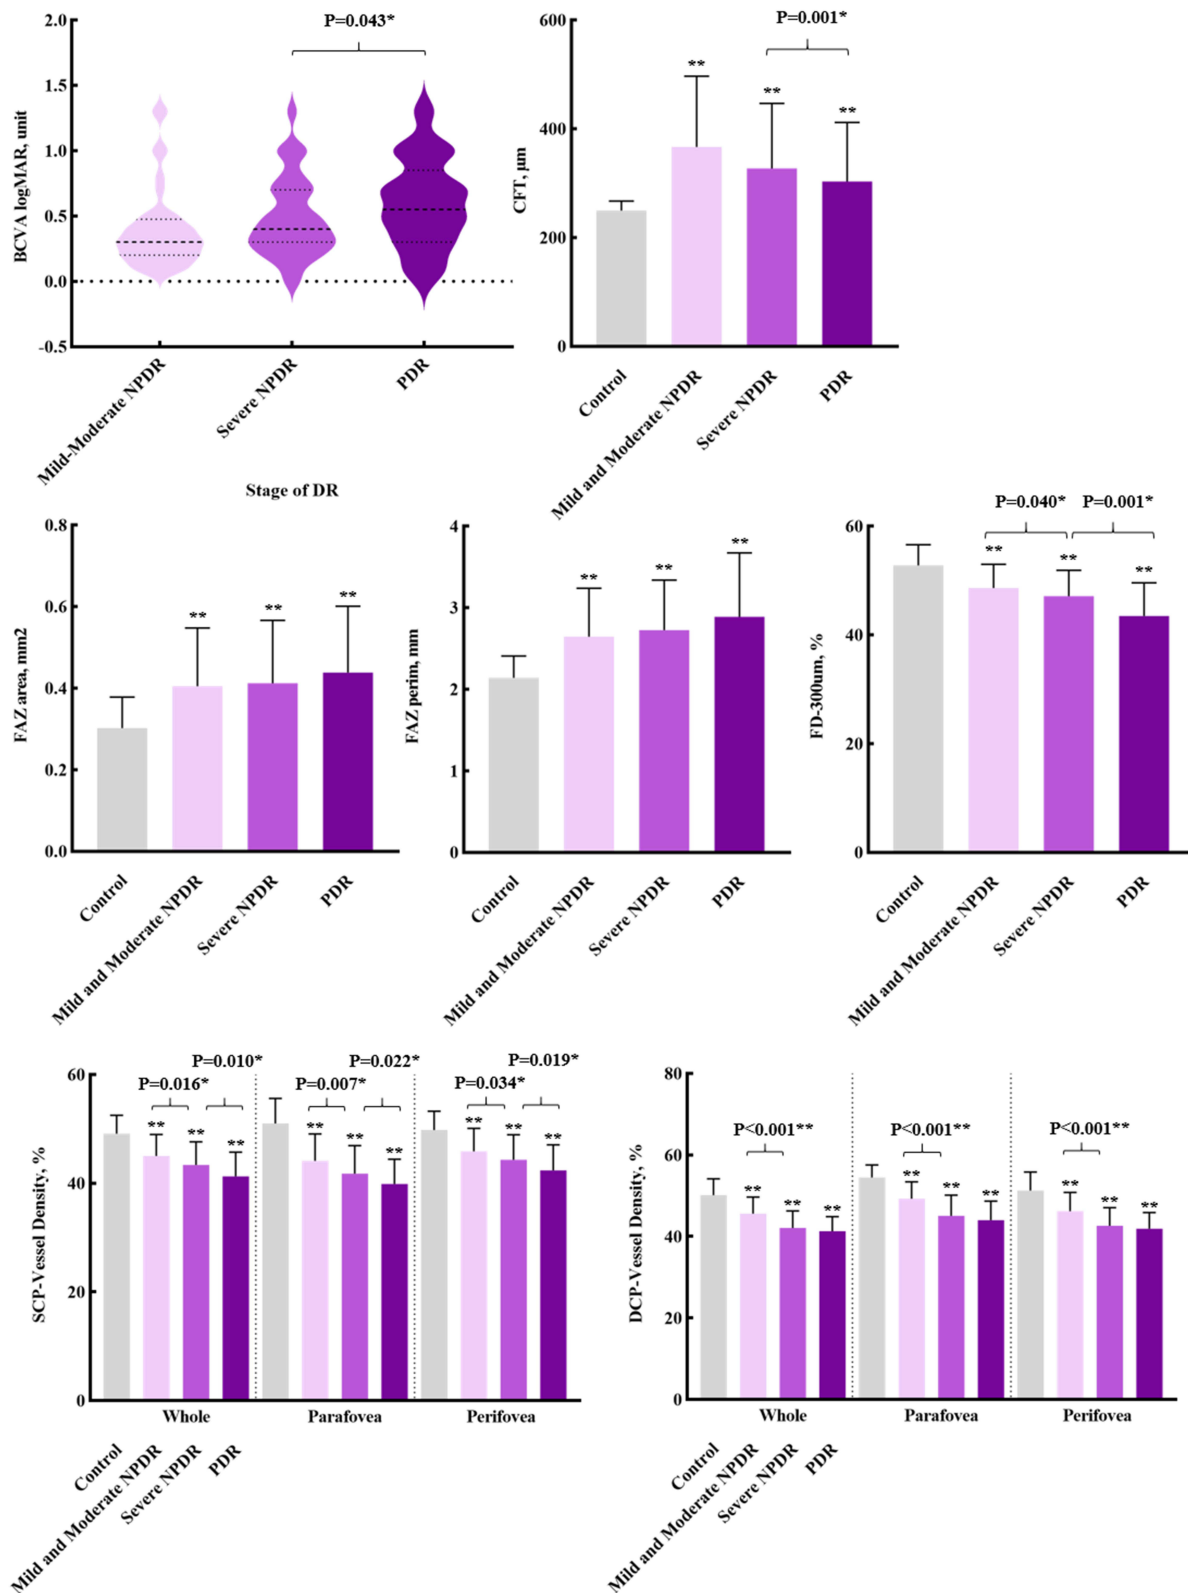 P=0.043*
2.0
1.5
1.0
0.5
0.0
-0.5
BCVA logMAR, unit
Mild-Moderate NPDR
Severe NPDR
PDR
Stage of DR
P=0.001*
600
400
200
0
CFT, µm
**
**
**
Control
Mild and Moderate NPDR
Severe NPDR
PDR
0.8
0.6
0.4
0.2
0.0
FAZ area, mm2
**
**
**
Control
Mild and Moderate NPDR
Severe NPDR
PDR
4
3
2
1
0
FAZ perim, mm
**
**
**
Control
Mild and Moderate NPDR
Severe NPDR
PDR
P=0.040*
P=0.001*
60
40
20
0
FD-300um, %
**
**
**
Control
Mild and Moderate NPDR
Severe NPDR
PDR
P=0.010*
P=0.022*
P=0.019*
P=0.016*
P=0.007*
P=0.034*
60
40
20
0
SCP-Vessel Density, %
**
**
**
**
**
**
**
**
**
Whole
Parafovea
Perifovea
Control
Mild and Moderate NPDR
Severe NPDR
PDR
80
60
40
20
0
DCP-Vessel Density, %
P<0.001**
P<0.001**
P<0.001**
**
**
**
**
**
**
**
**
**
Whole
Parafovea
Perifovea
Control
Mild and Moderate NPDR
Severe NPDR
PDR